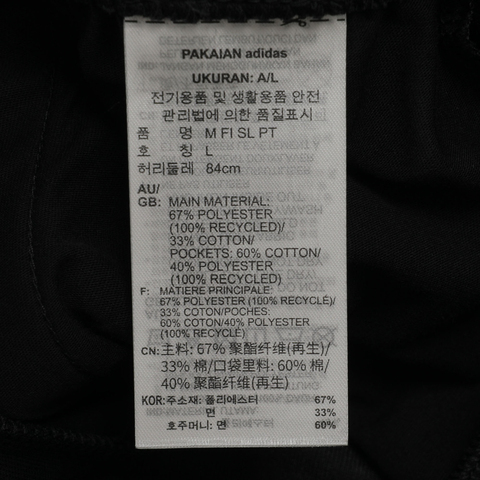 PAKAIAN adidas
UKURAN: A/L
전기용품 및 생활용품 안전
관리법에 의한 품질표시
품 명 M FI SL PT
호 칭 L
허리둘레 84cm
AU/
GB: MAIN MATERIAL:
67% POLYESTER
(100% RECYCLED)/
33% COTTON/
POCKETS: 60% COTTON/
40% POLYESTER
(100% RECYCLED)
F: MATIERE PRINCIPALE:
67% POLYESTER (100% RECYCLÉ)/
33% COTON/POCHES:
60% COTON/40% POLYESTER
(100% RECYCLÉ)
CN: 主料: 67% 聚酯纤维(再生)/
33% 棉/口袋里料: 60% 棉/
40% 聚酯纤维(再生)
KOR: 주소재: 폴리에스터 67%
면 33%
호주머니: 면 60%